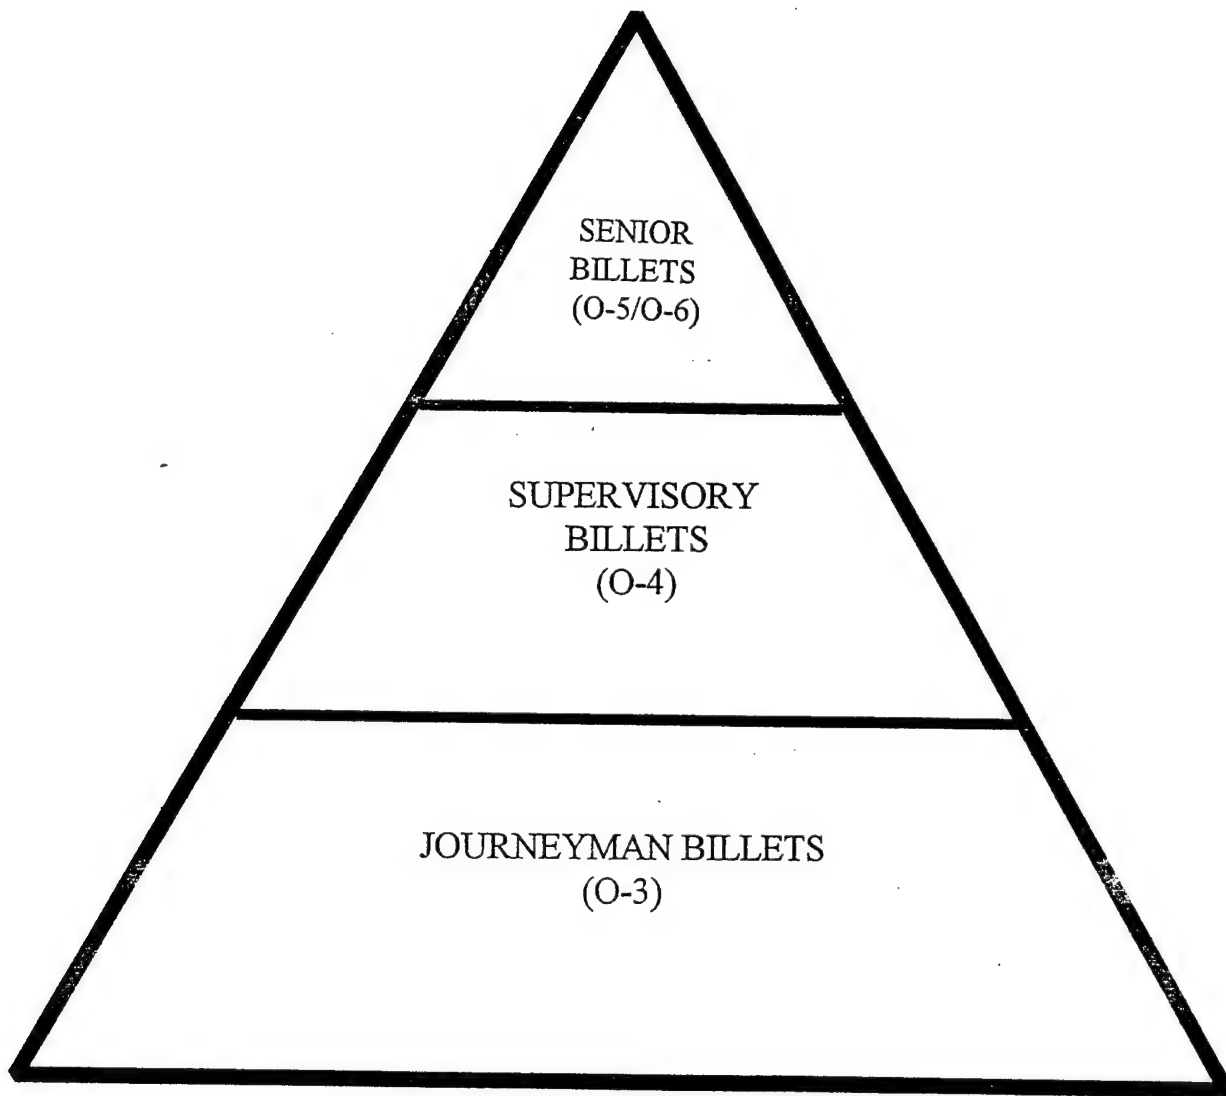 SENIOR
BILLETS
(O-5/O-6)
SUPERVISORY
BILLETS
(O-4)
JOURNEYMAN BILLETS
(O-3)